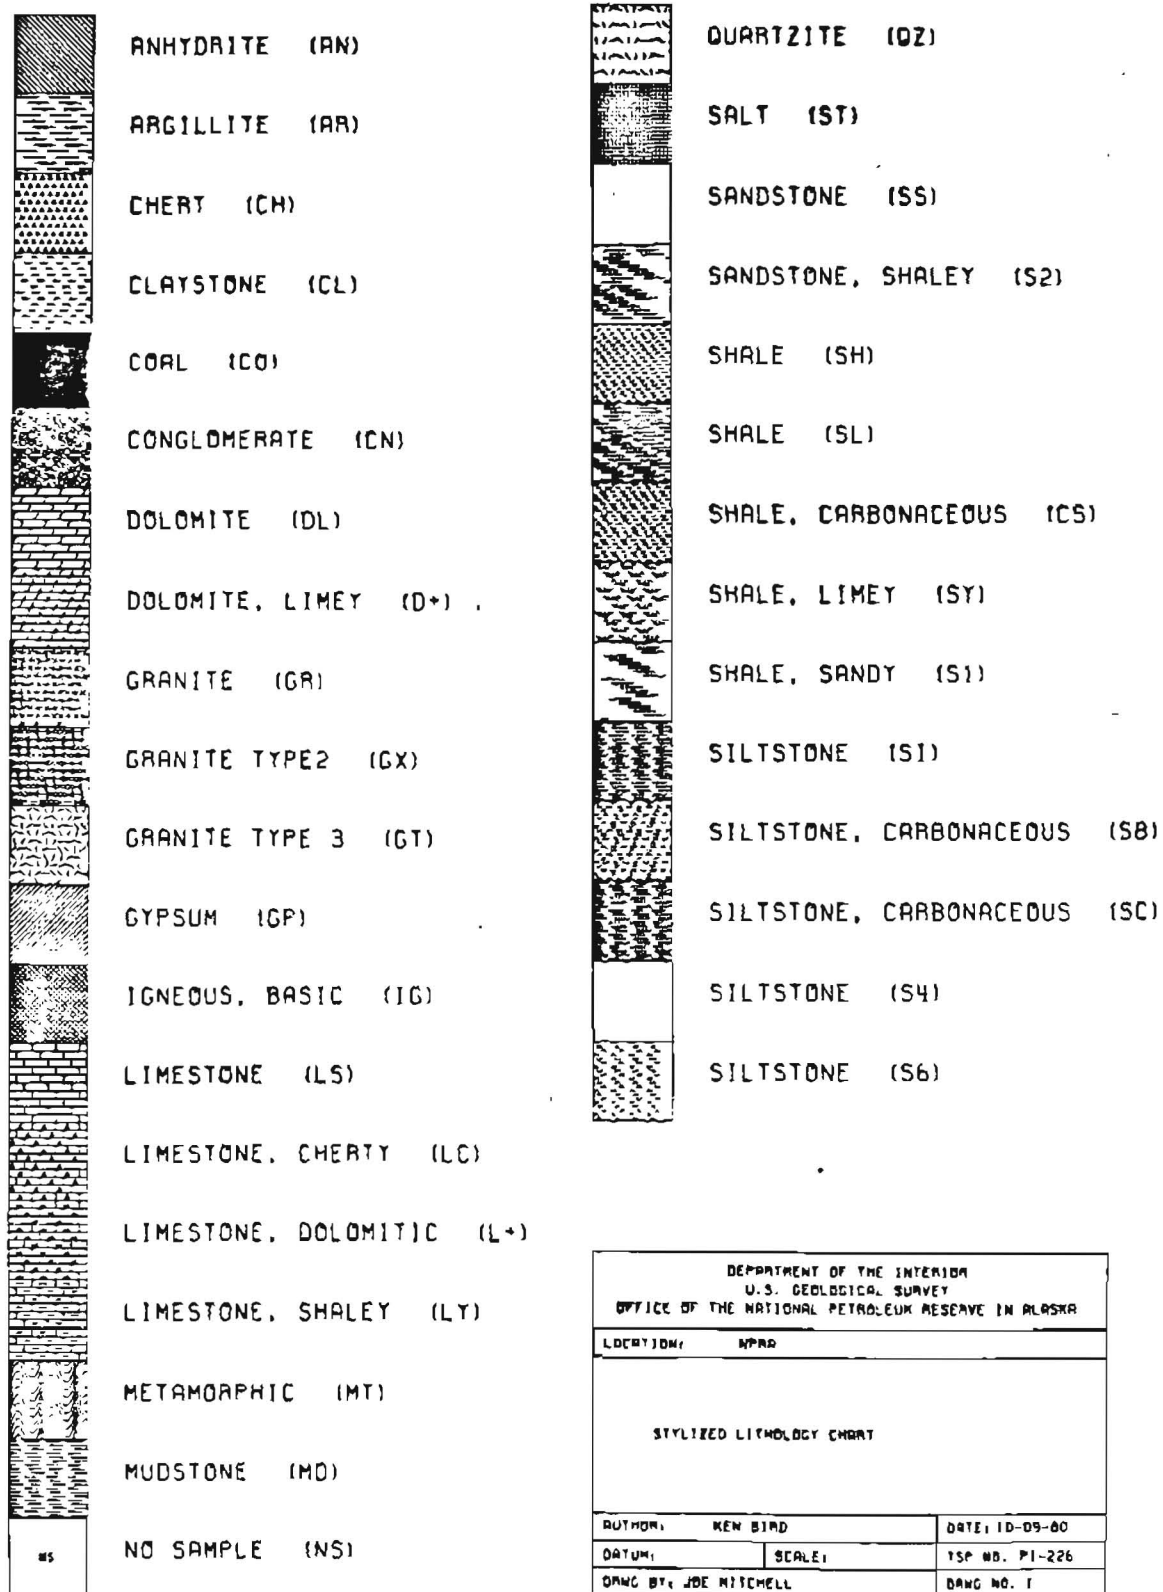 ANHYDRITE (AN)
ARGILLITE (AR)
CHERT (CH)
CLAYSTONE (CL)
COAL (CO)
CONGLOMERATE (CN)
DOLOMITE (DL)
DOLOMITE, LIMEY (D+)
GRANITE (GR)
GRANITE TYPE2 (GX)
GRANITE TYPE 3 (GT)
GYPSUM (GP)
IGNEOUS, BASIC (IG)
LIMESTONE (LS)
LIMESTONE, CHERTY (LC)
LIMESTONE, DOLOMITIC (L+)
LIMESTONE, SHALEY (LY)
METAMORPHIC (MT)
MUDSTONE (MD)
NS
NO SAMPLE (NS)
QUARTZITE (QZ)
SALT (ST)
SANDSTONE (SS)
SANDSTONE, SHALEY (S2)
SHALE (SH)
SHALE (SL)
SHALE, CARBONACEOUS (CS)
SHALE, LIMEY (SY)
SHALE, SANDY (S1)
SILTSTONE (SI)
SILTSTONE, CARBONACEOUS (S8)
SILTSTONE, CARBONACEOUS (SC)
SILTSTONE (S4)
SILTSTONE (S6)
DEPARTMENT OF THE INTERIOR
U.S. GEOLOGICAL SURVEY
OFFICE OF THE NATIONAL PETROLEUM RESERVE IN ALASKA
LOCATION: NPRA
STYLIZED LITHOLOGY CHART
AUTHOR: KEN BIRD DATE: 10-09-80
DATUM: SCALE: TSP NO. PI-226
DRWG BY: JOE MITCHELL DRWG NO. 1